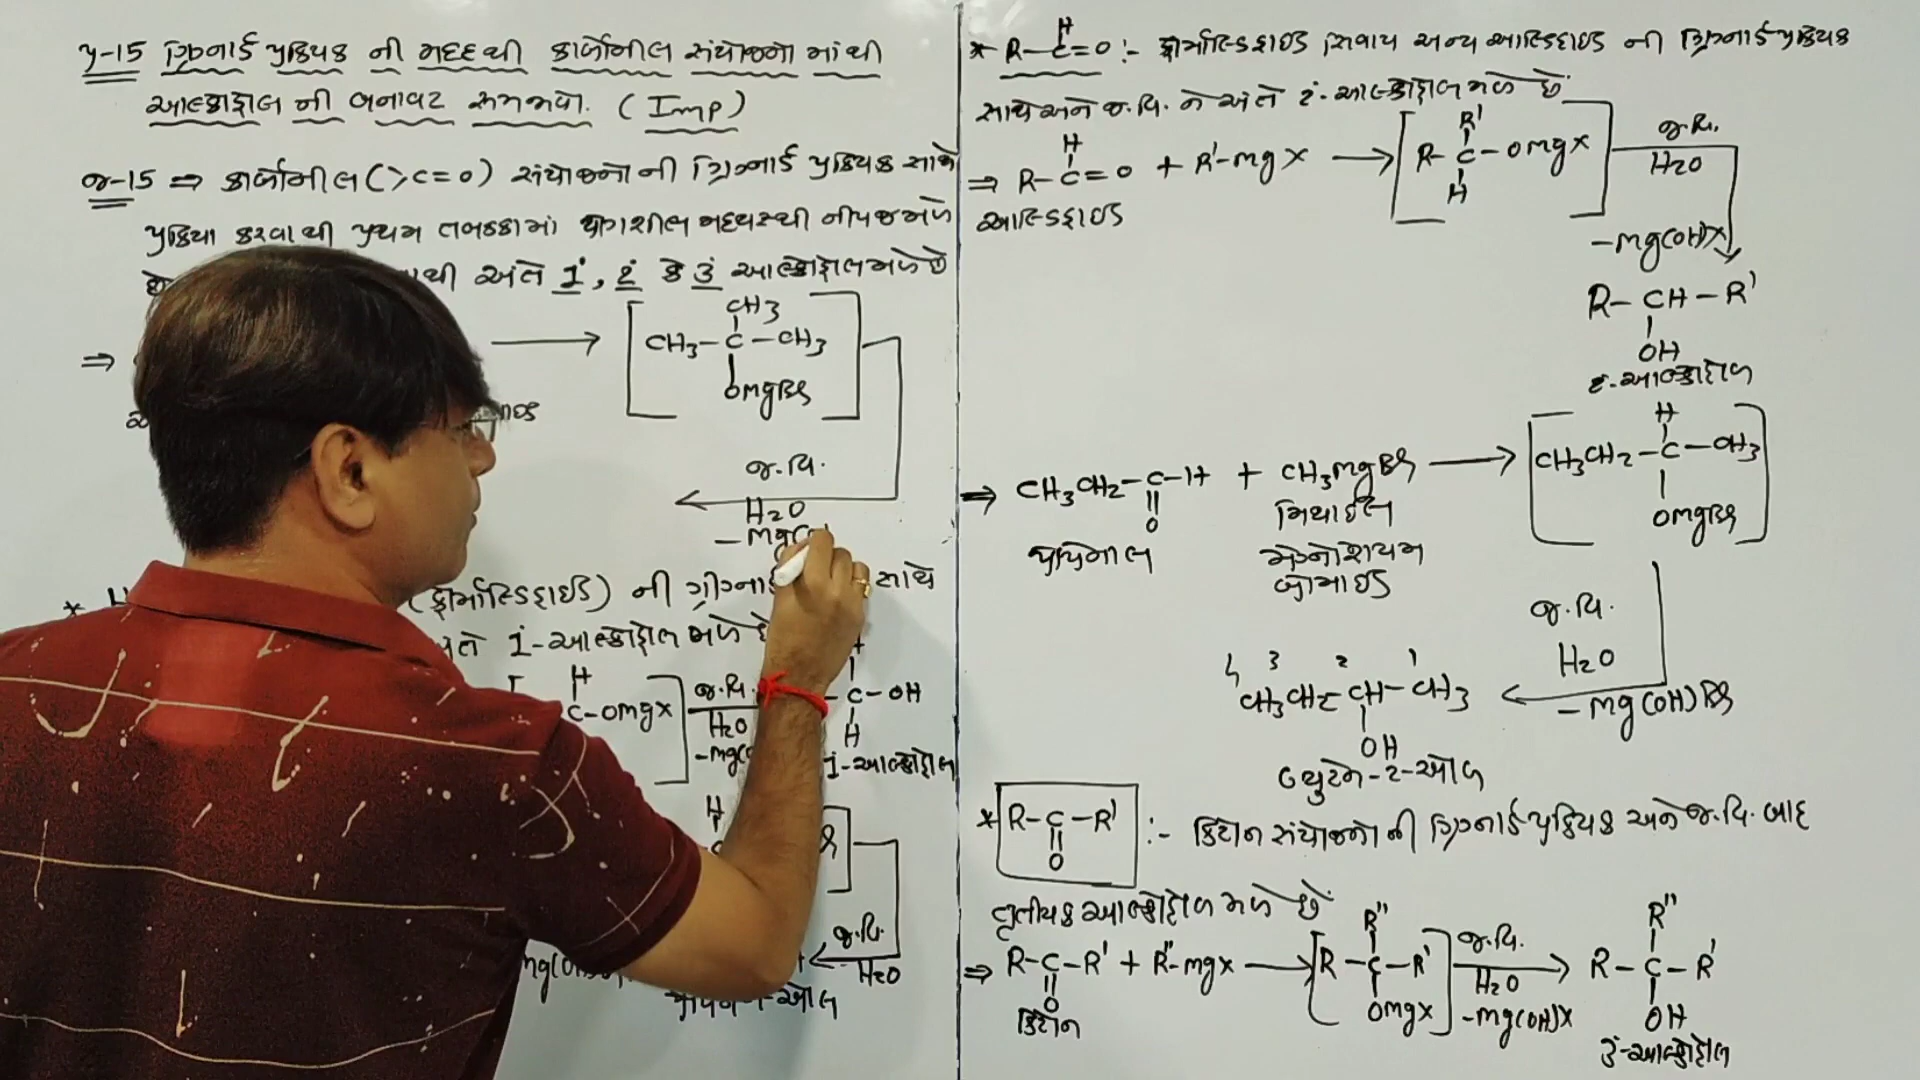 પ્ર-15 ગ્રિગ્નાર્ડ પ્રક્રિયક ની મદદથી કાર્બોનીલ સંયોજનો માંથી
આલ્કોહોલ ની બનાવટ સમજાવો. (Imp)
જ-15 ⇒ કાર્બોનીલ (>C=O) સંયોજનોની ગ્રિગ્નાર્ડ પ્રક્રિયક સાથે
પ્રક્રિયા કરવાથી પ્રથમ તબક્કામાં યોગશીલ મધ્યસ્થી નીપજ મળે
અંતે 1°, 2° કે 3° આલ્કોહોલ મળે છે
⇒ ⟶ [CH3-C-CH3
CH3
OMgBr]
જ.વિ.
H2O
- Mg(
(ફોર્માલ્ડિહાઇડ) ની ગ્રીગ્નાર્ડ સાથે
1°-આલ્કોહોલ મળે છે
H
C-OMgX] જ.વિ. C-OH
H2O H
-Mg( 1°-આલ્કોહોલ
H
જ.વિ.
H2O
* R-C=O :- ફોર્માલ્ડિહાઇડ સિવાય અન્ય આલ્ડિહાઇડ ની ગ્રિગ્નાર્ડ પ્રક્રિયક
H
સાથે અને જ.વિ. ને અંતે 2°-આલ્કોહોલ મળે છે.
⇒ R-C=O + R'-MgX ⟶ [R-C-OMgX] જ.વિ.
H R' H H2O
આલ્ડિહાઇડ
-Mg(OH)X
R-CH-R'
OH
2°-આલ્કોહોલ
⇒ CH3CH2-C-H + CH3MgBr ⟶ [CH3CH2-C-CH3]
O H OMgBr
પ્રોપેનાલ મિથાઈલ
મેગ્નેશિયમ
બ્રોમાઇડ
જ.વિ.
H2O
-Mg(OH)Br
4 3 2 1
CH3CH2-CH-CH3
OH
બ્યુટેન-2-ઓલ
* R-C-R' :- કિટોન સંયોજનો ની ગ્રિગ્નાર્ડ પ્રક્રિયક અને જ.વિ. બાદ
O
તૃતીયક આલ્કોહોલ મળે છે
⇒ R-C-R' + R''-MgX ⟶ [R-C-R'] જ.વિ. ⟶ R-C-R'
O R'' OMgX H2O R'' OH
-Mg(OH)X
કિટોન 3°-આલ્કોહોલ